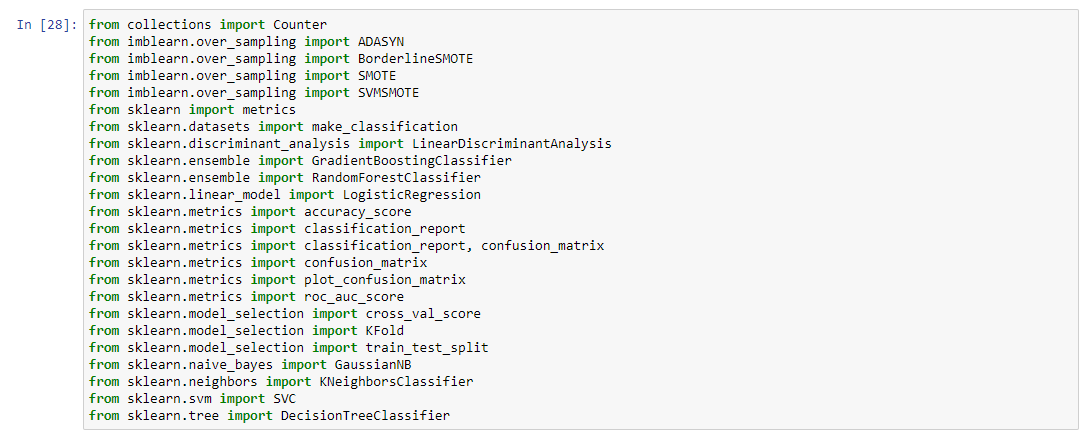 In [28]: from collections import Counter
from imblearn.over_sampling import ADASYN
from imblearn.over_sampling import BorderlineSMOTE
from imblearn.over_sampling import SMOTE
from imblearn.over_sampling import SVMSMOTE
from sklearn import metrics
from sklearn.datasets import make_classification
from sklearn.discriminant_analysis import LinearDiscriminantAnalysis
from sklearn.ensemble import GradientBoostingClassifier
from sklearn.ensemble import RandomForestClassifier
from sklearn.linear_model import LogisticRegression
from sklearn.metrics import accuracy_score
from sklearn.metrics import classification_report
from sklearn.metrics import classification_report, confusion_matrix
from sklearn.metrics import confusion_matrix
from sklearn.metrics import plot_confusion_matrix
from sklearn.metrics import roc_auc_score
from sklearn.model_selection import cross_val_score
from sklearn.model_selection import KFold
from sklearn.model_selection import train_test_split
from sklearn.naive_bayes import GaussianNB
from sklearn.neighbors import KNeighborsClassifier
from sklearn.svm import SVC
from sklearn.tree import DecisionTreeClassifier